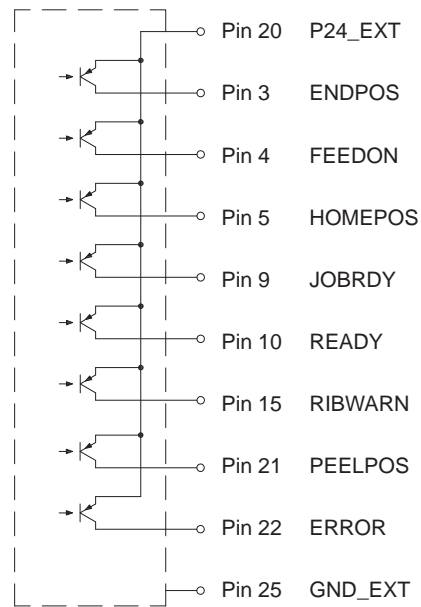 Pin 20 P24_EXT
Pin 3 ENDPOS
Pin 4 FEEDON
Pin 5 HOMEPOS
Pin 9 JOBRDY
Pin 10 READY
Pin 15 RIBWARN
Pin 21 PEELPOS
Pin 22 ERROR
Pin 25 GND_EXT